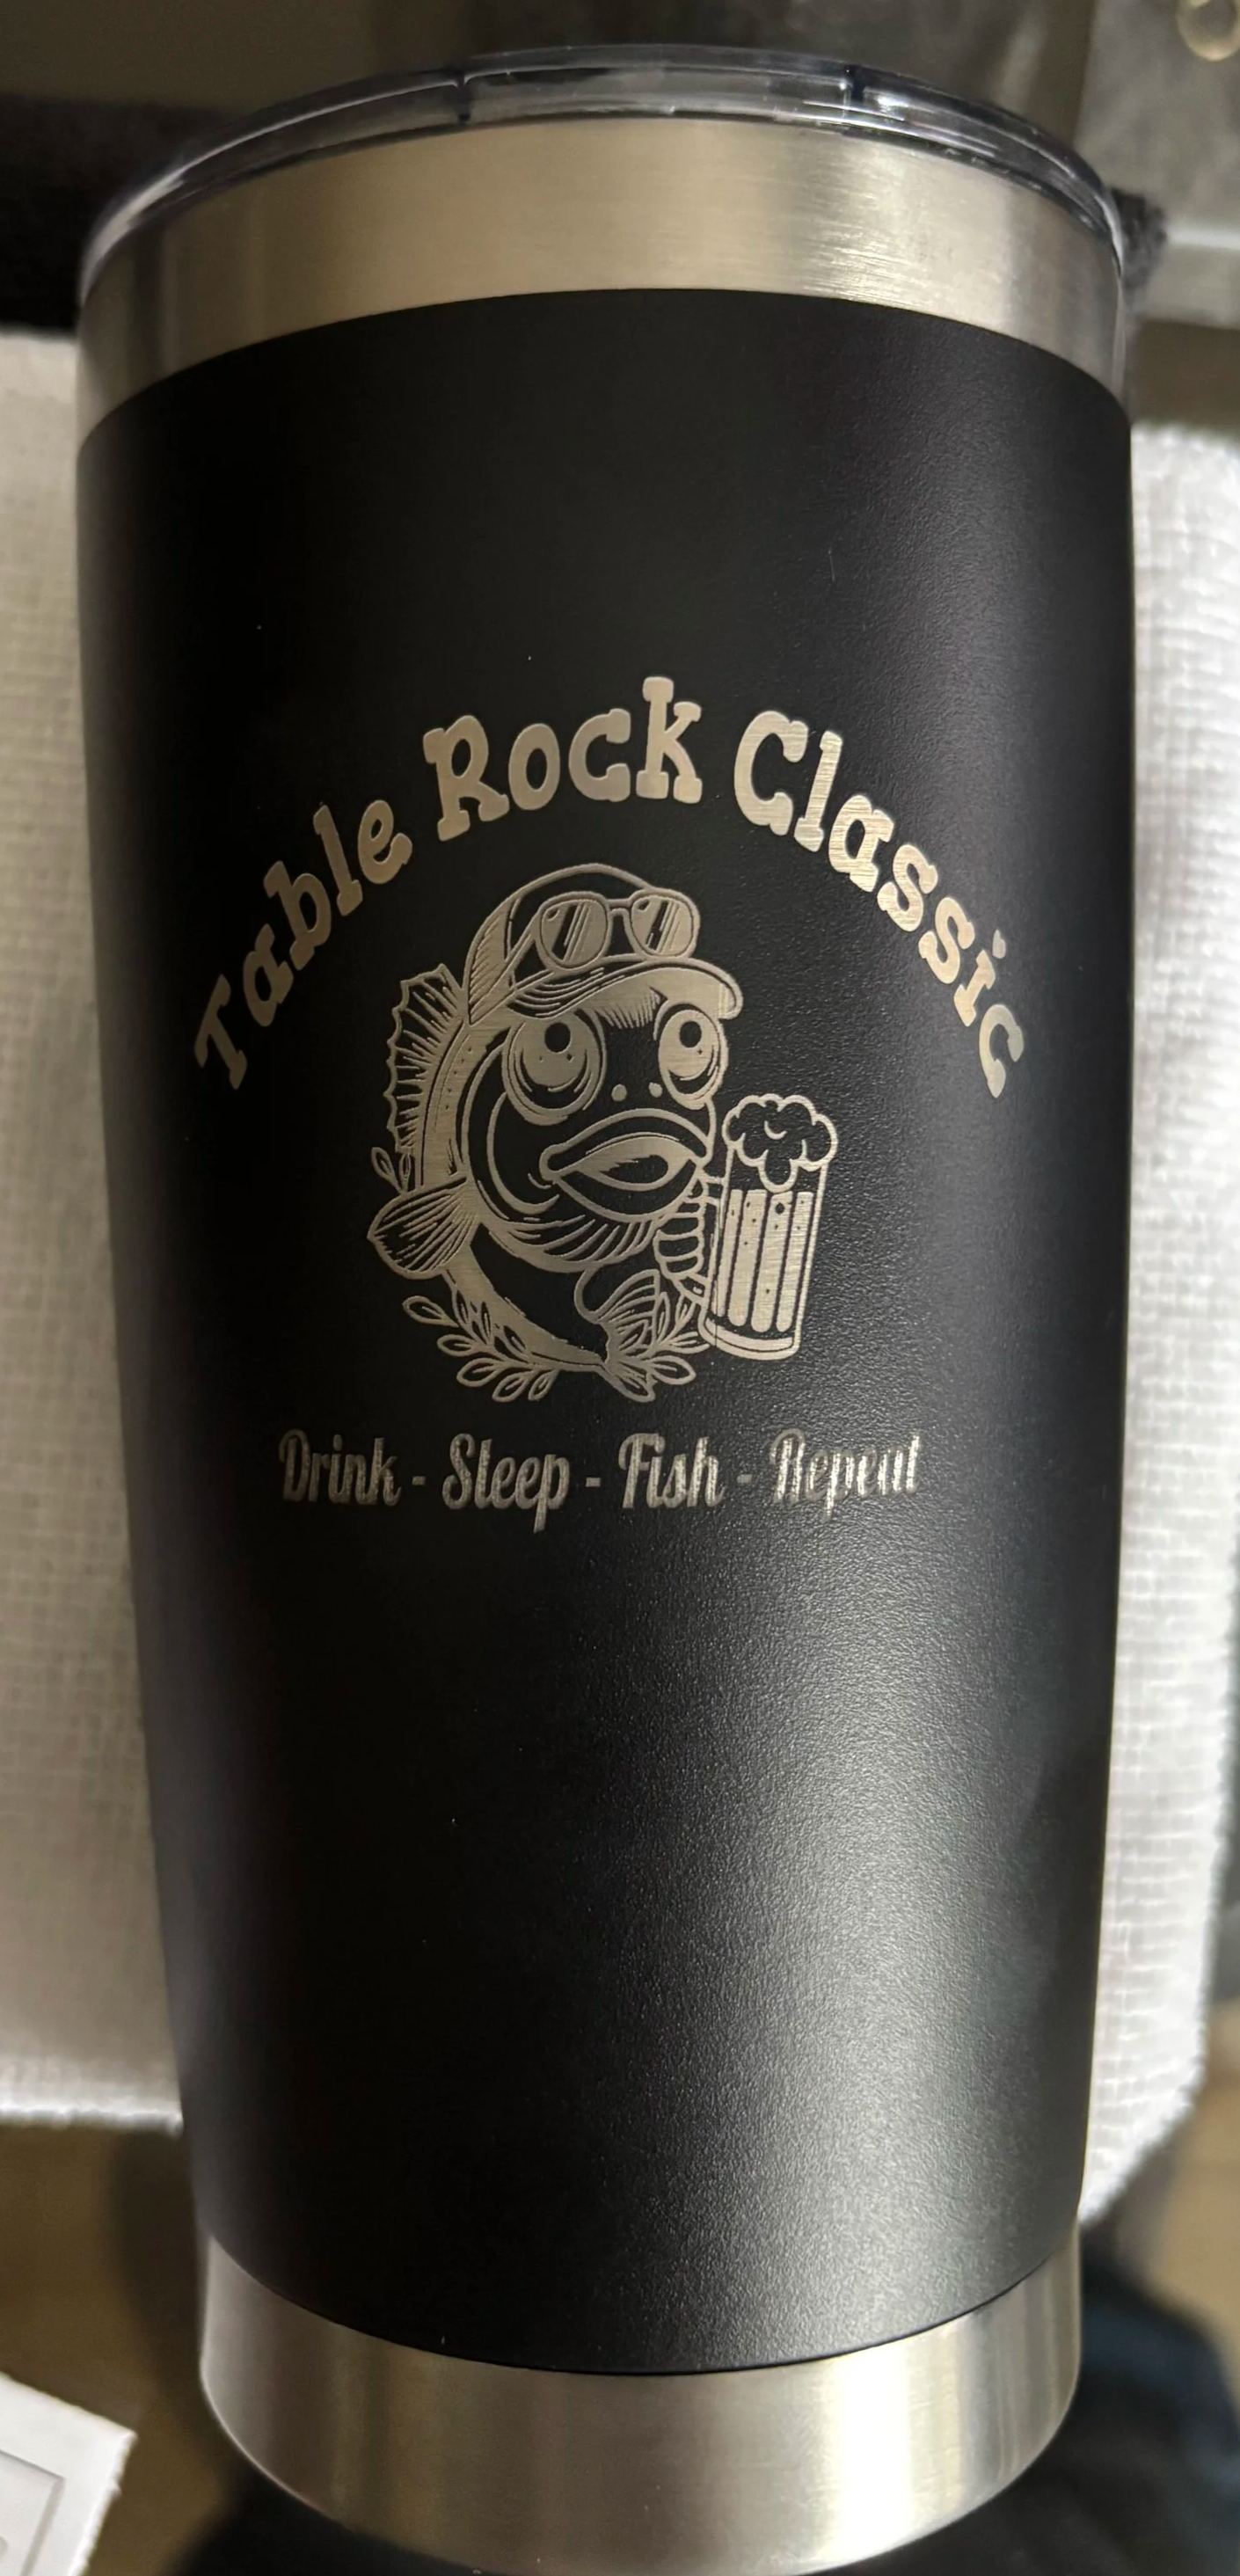 Table Rock Classic
Drink - Sleep - Fish - Repeat